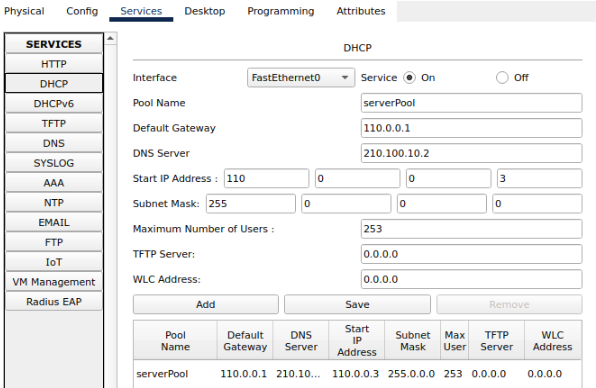 Physical Config Services Desktop Programming Attributes
SERVICES
HTTP
DHCP
DHCPv6
TFTP
DNS
SYSLOG
AAA
NTP
EMAIL
FTP
IoT
VM Management
Radius EAP
DHCP
Interface FastEthernet0 Service On Off
Pool Name serverPool
Default Gateway 110.0.0.1
DNS Server 210.100.10.2
Start IP Address : 110 0 0 3
Subnet Mask: 255 0 0 0
Maximum Number of Users : 253
TFTP Server: 0.0.0.0
WLC Address: 0.0.0.0
Add Save Remove
Pool Name Default Gateway DNS Server Start IP Address Subnet Mask Max User TFTP Server WLC Address
serverPool 110.0.0.1 210.10... 110.0.0.3 255.0.0.0 253 0.0.0.0 0.0.0.0